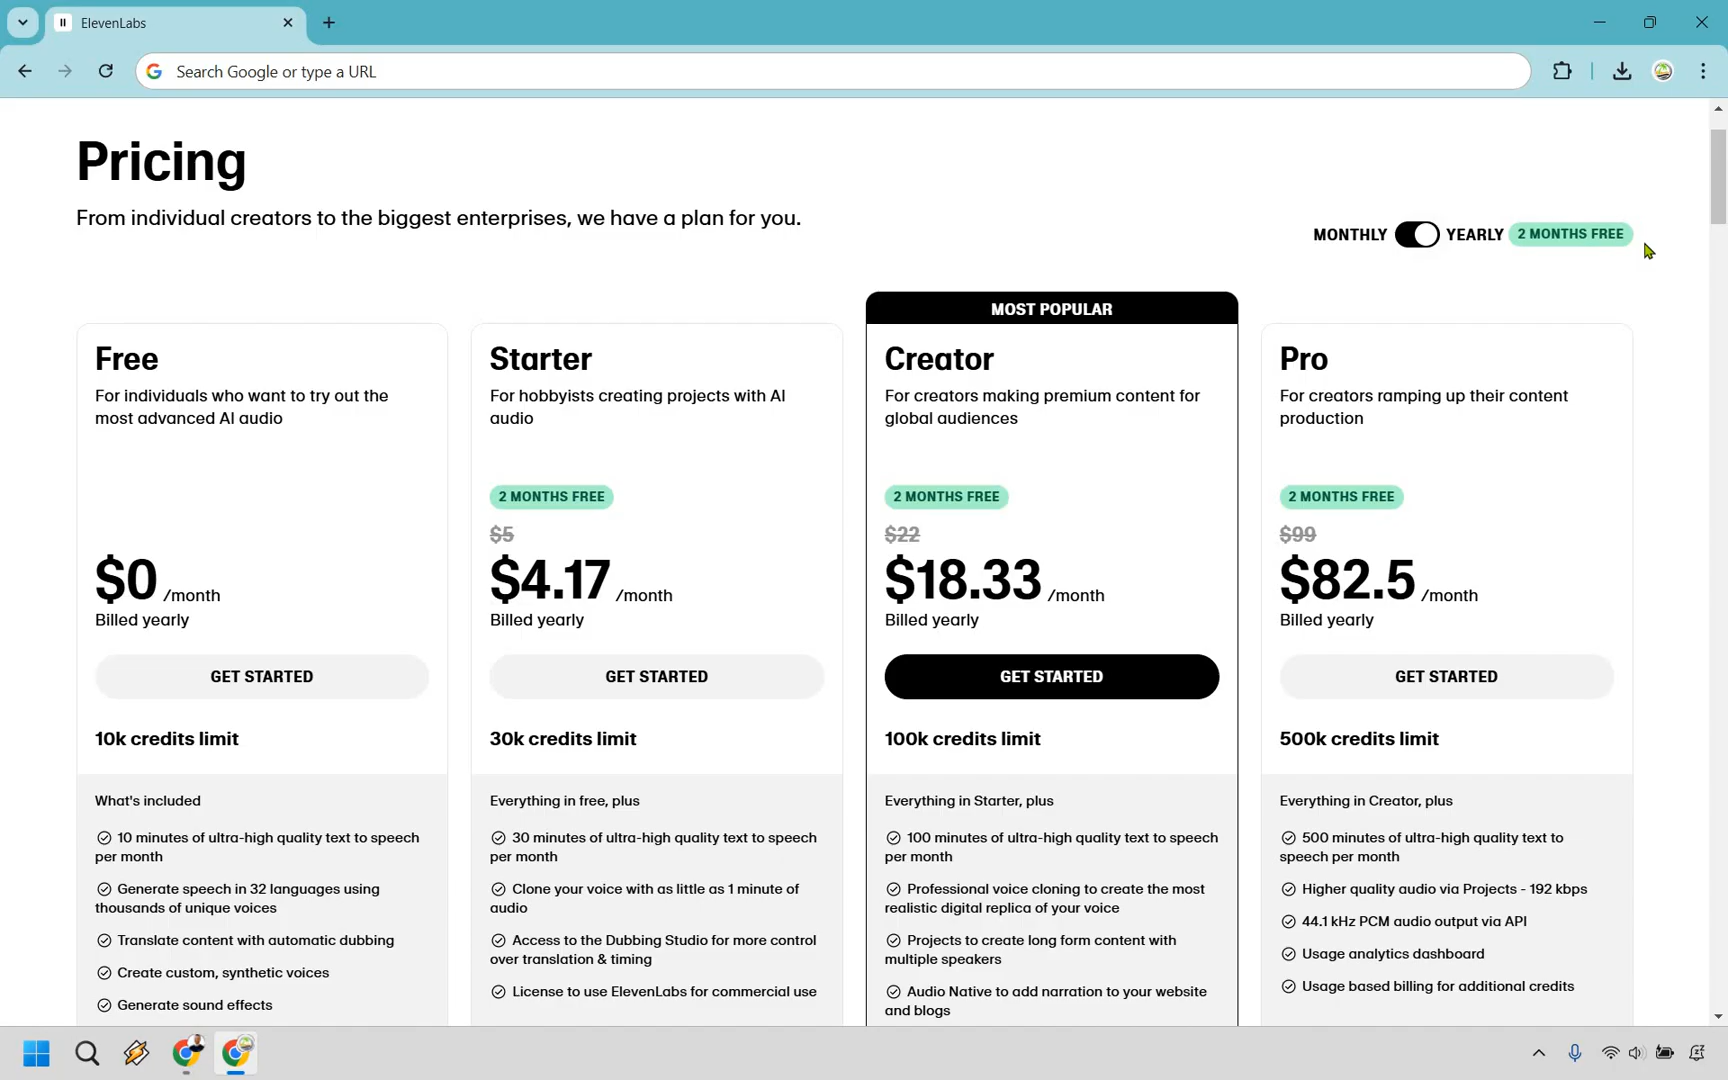 ElevenLabs
Search Google or type a URL
Pricing
From individual creators to the biggest enterprises, we have a plan for you.
MONTHLY YEARLY 2 MONTHS FREE
Free
For individuals who want to try out the
most advanced AI audio
$0 /month
Billed yearly
GET STARTED
10k credits limit
What's included
10 minutes of ultra-high quality text to speech
per month
Generate speech in 32 languages using
thousands of unique voices
Translate content with automatic dubbing
Create custom, synthetic voices
Generate sound effects
Starter
For hobbyists creating projects with AI
audio
2 MONTHS FREE
$5
$4.17 /month
Billed yearly
GET STARTED
30k credits limit
Everything in free, plus
30 minutes of ultra-high quality text to speech
per month
Clone your voice with as little as 1 minute of
audio
Access to the Dubbing Studio for more control
over translation & timing
License to use ElevenLabs for commercial use
MOST POPULAR
Creator
For creators making premium content for
global audiences
2 MONTHS FREE
$22
$18.33 /month
Billed yearly
GET STARTED
100k credits limit
Everything in Starter, plus
100 minutes of ultra-high quality text to speech
per month
Professional voice cloning to create the most
realistic digital replica of your voice
Projects to create long form content with
multiple speakers
Audio Native to add narration to your website
and blogs
Pro
For creators ramping up their content
production
2 MONTHS FREE
$99
$82.5 /month
Billed yearly
GET STARTED
500k credits limit
Everything in Creator, plus
500 minutes of ultra-high quality text to
speech per month
Higher quality audio via Projects - 192 kbps
44.1 kHz PCM audio output via API
Usage analytics dashboard
Usage based billing for additional credits